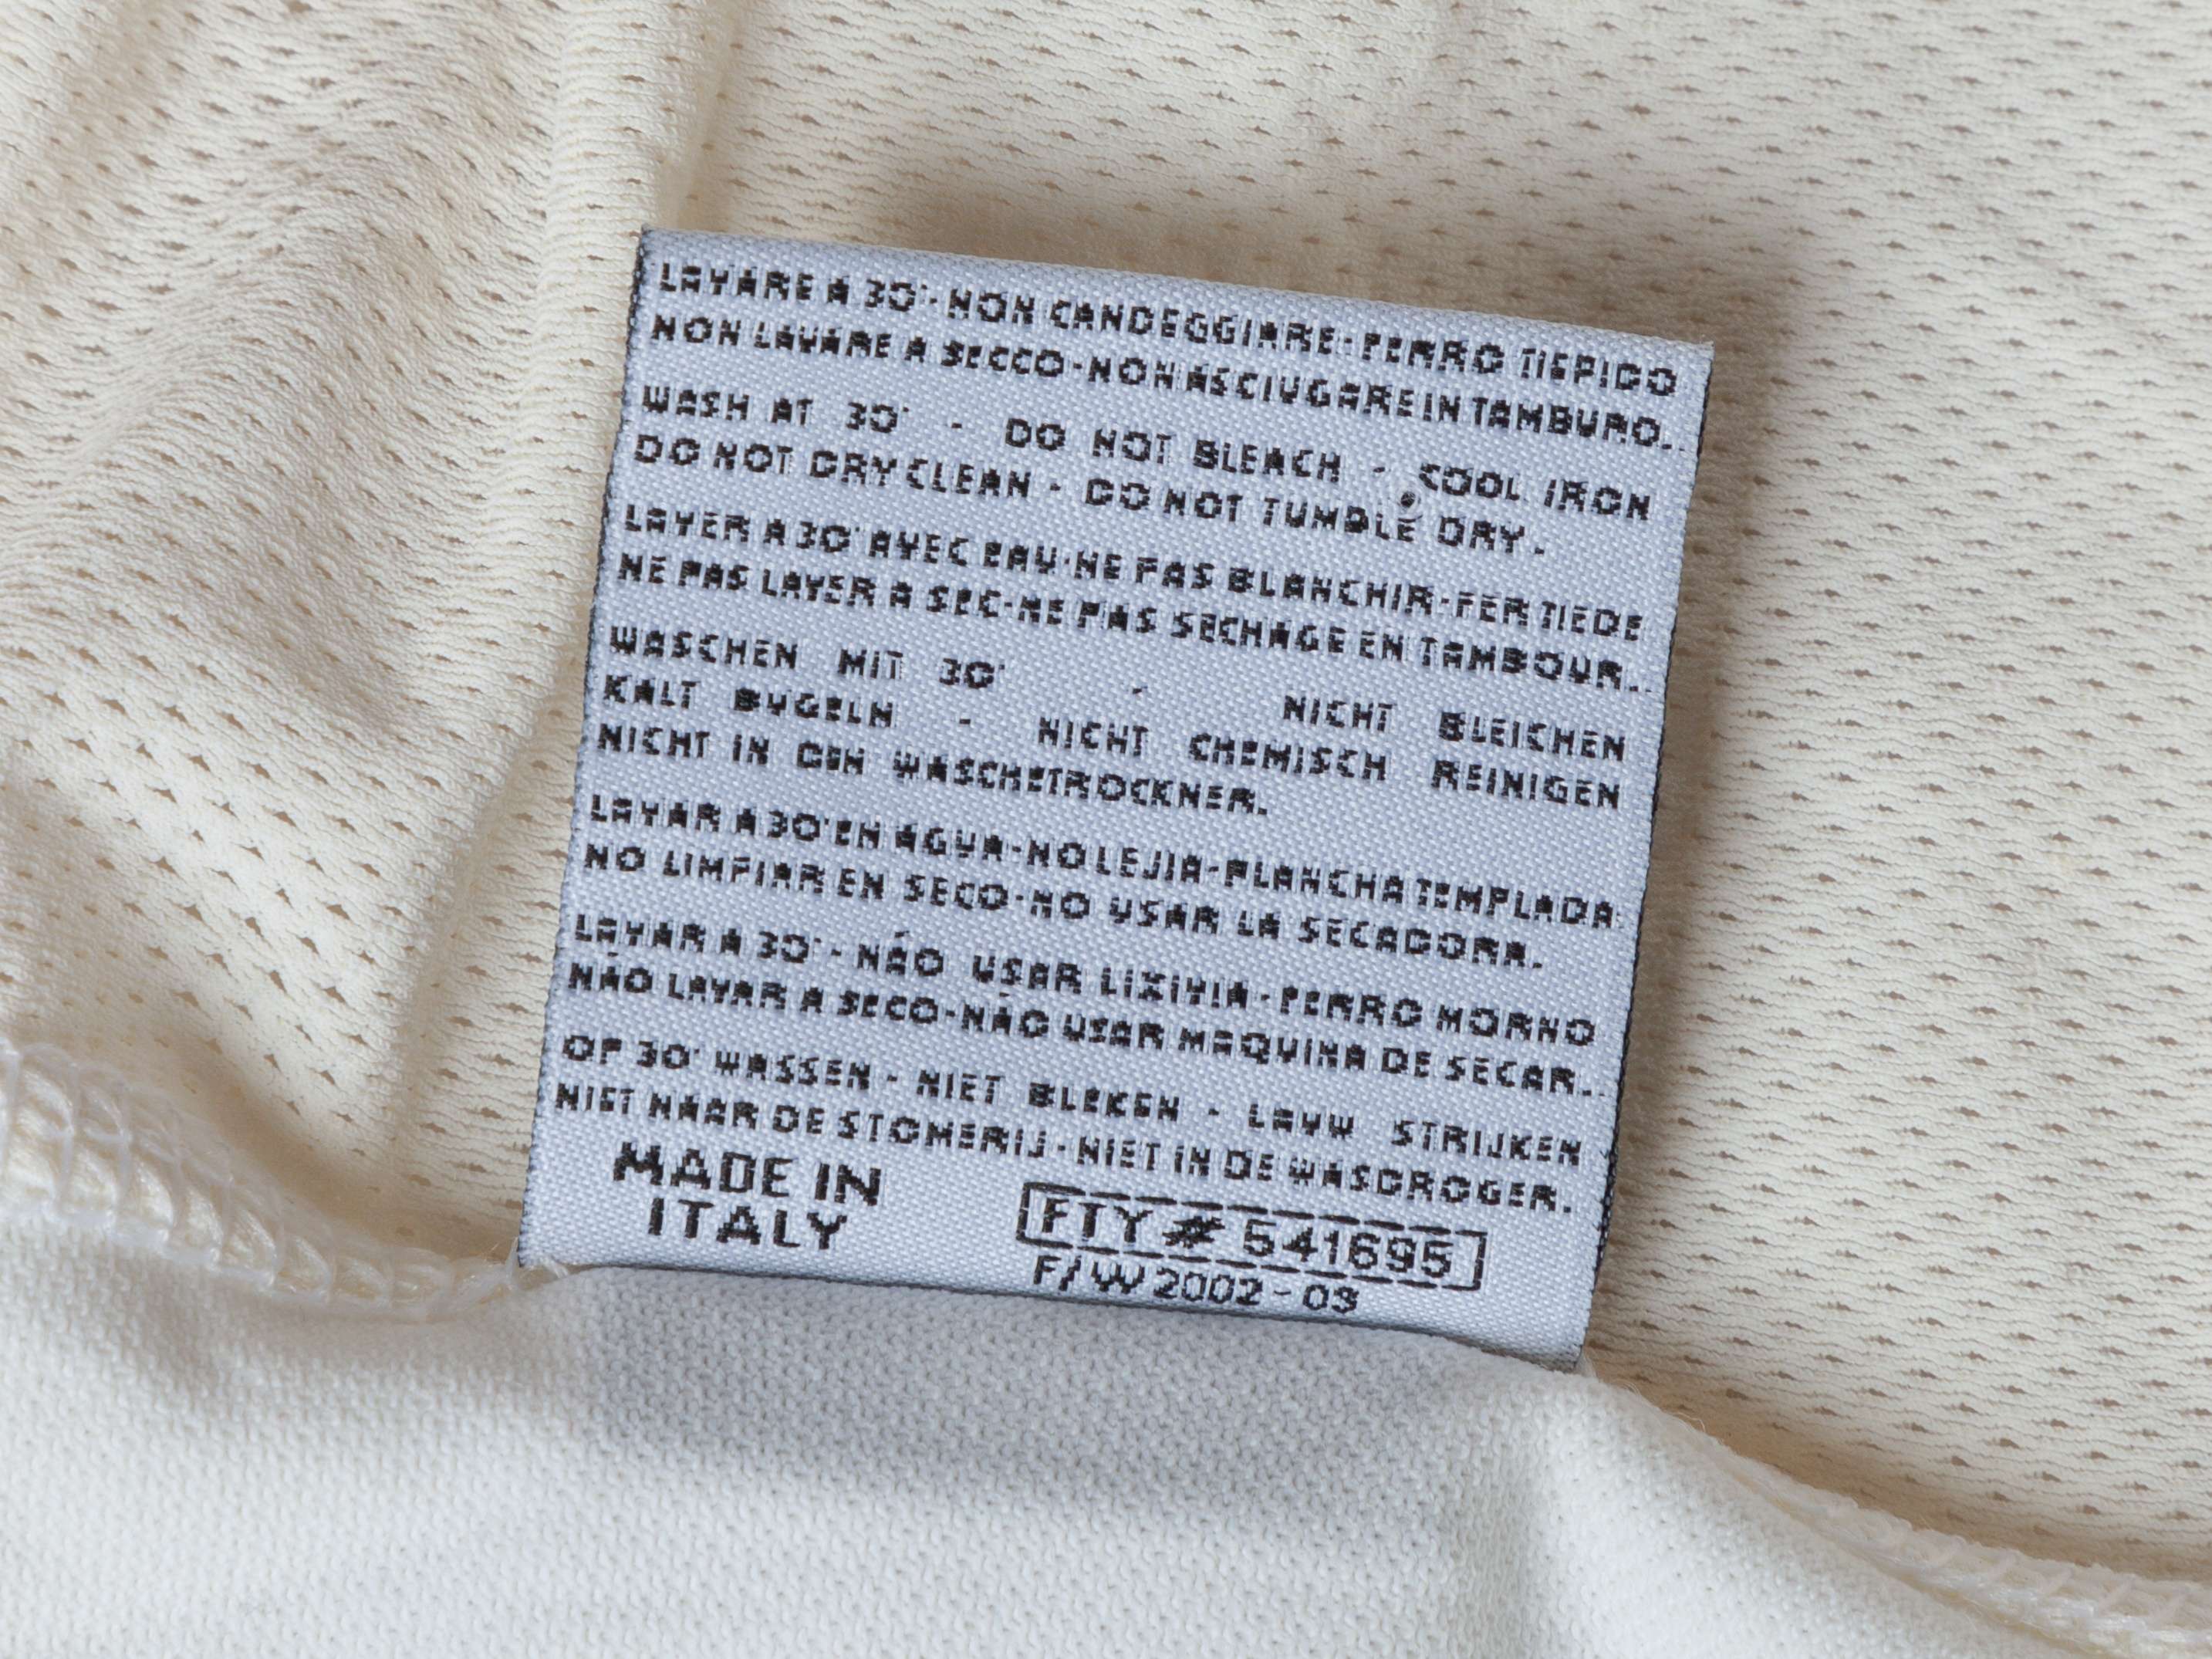 LAVARE A 30°- NON CANDEGGIARE-FERRO TIEPIDO
NON LAVARE A SECCO-NON ASCIUGARE IN TAMBURO.
WASH AT 30° - DO NOT BLEACH - COOL IRON
DO NOT DRY CLEAN - DO NOT TUMBLE DRY.
LAVER A 30° AVEC EAU-NE PAS BLANCHIR-FER TIEDE
NE PAS LAVER A SEC-NE PAS SECHAGE EN TAMBOUR.
WASCHEN MIT 30° - NICHT BLEICHEN
KALT BUGELN - NICHT CHEMISCH REINIGEN
NICHT IN DEN WASCHETROCKNER.
LAVAR A 30°EN AGUA-NO LEJIA-PLANCHA TEMPLADA
NO LIMPIAR EN SECO-NO USAR LA SECADORA.
LAVAR A 30°- NÃO USAR LIXIVIA-FERRO MORNO
NÃO LAVAR A SECO-NÃO USAR MAQUINA DE SECAR.
OP 30° WASSEN - NIET BLEKEN - LAUW STRIJKEN
NIET NAAR DE STOMERIJ-NIET IN DE WASDROGER.
MADE IN
ITALY
FTY # 541695
F/W 2002-03